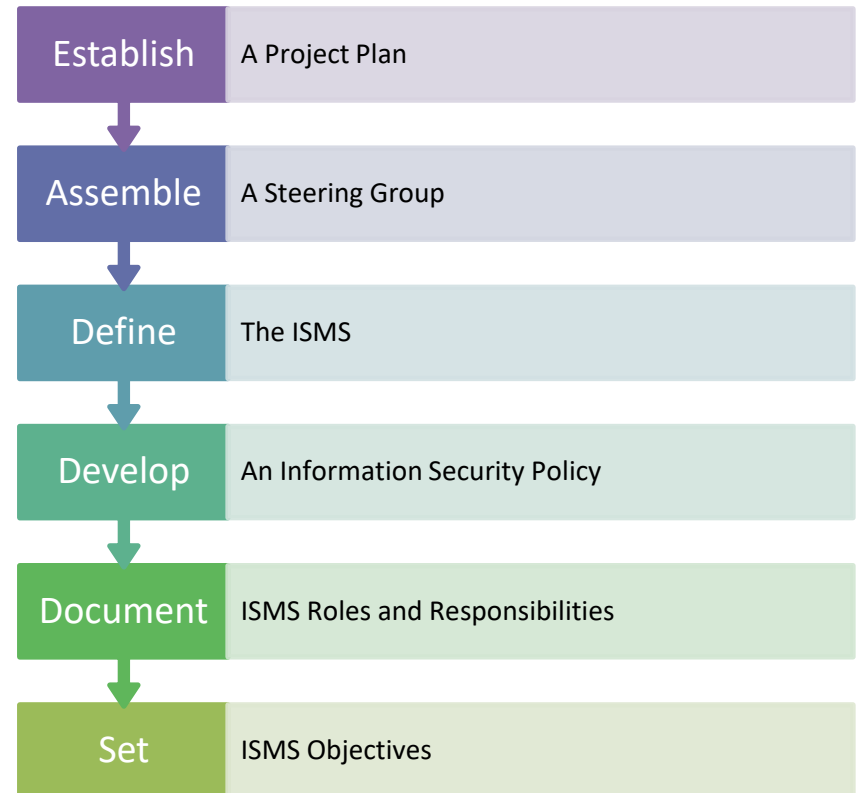 Establish
A Project Plan
Assemble
A Steering Group
Define
The ISMS
Develop
An Information Security Policy
Document
ISMS Roles and Responsibilities
Set
ISMS Objectives